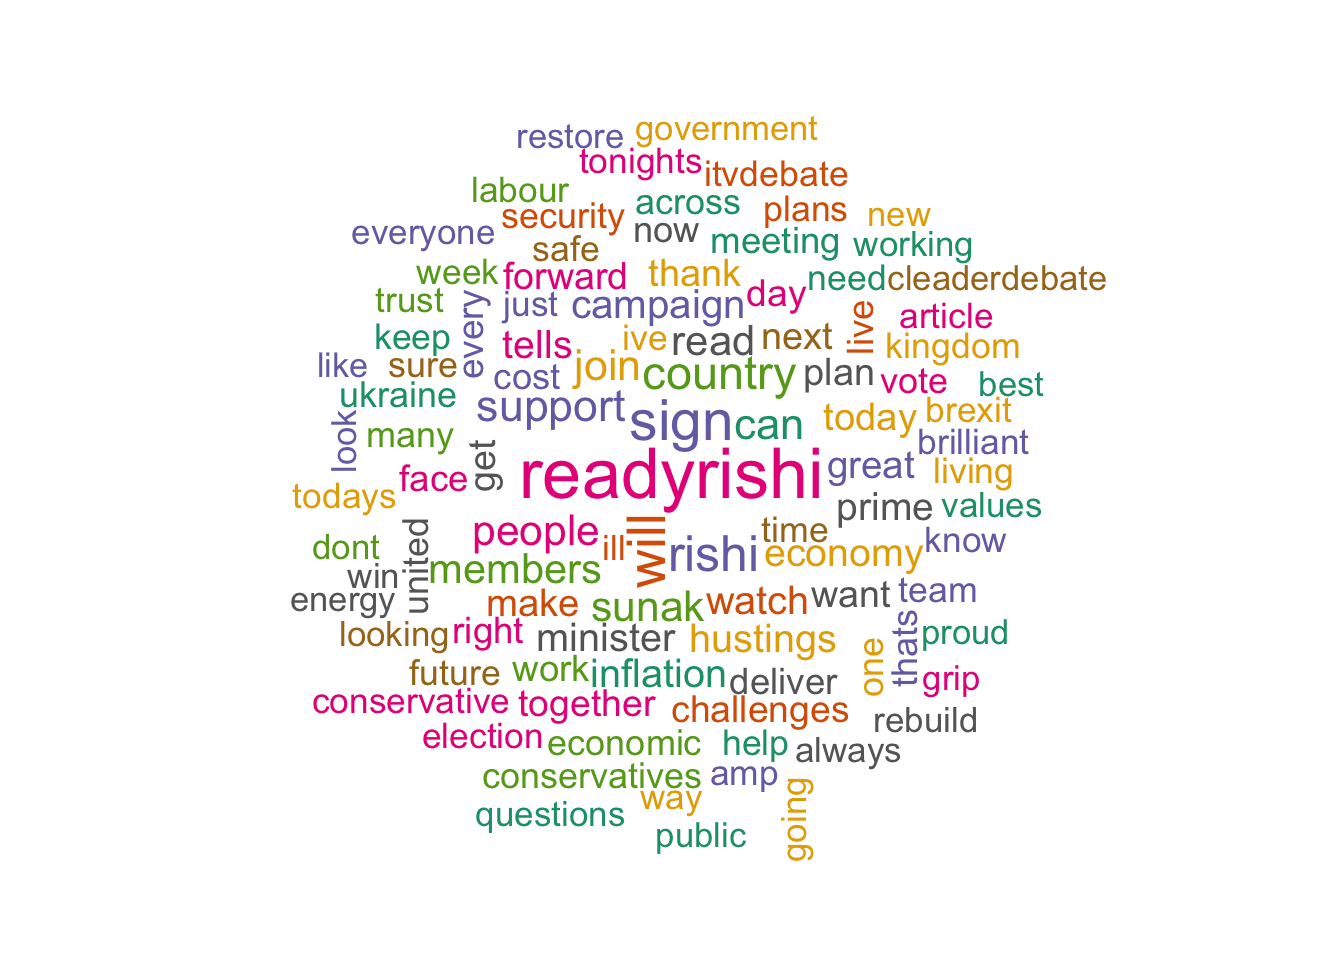 restore government
tonights itvdebate
labour
security across plans new
everyone safe now meeting working
week forward thank day needcleaderdebate
trust every just campaign live article
keep tells ive read next kingdom
like sure cost join country plan vote best
ukraine support sign can today brexit
look many get brilliant
todays face readyrishi great living
prime values
dont united people ill will rishi time economy know
win members
energy make sunak watch want team
looking right minister hustings one thats proud
future work inflation deliver grip
conservative together challenges rebuild
election economic help always
conservatives amp
questions way going
public